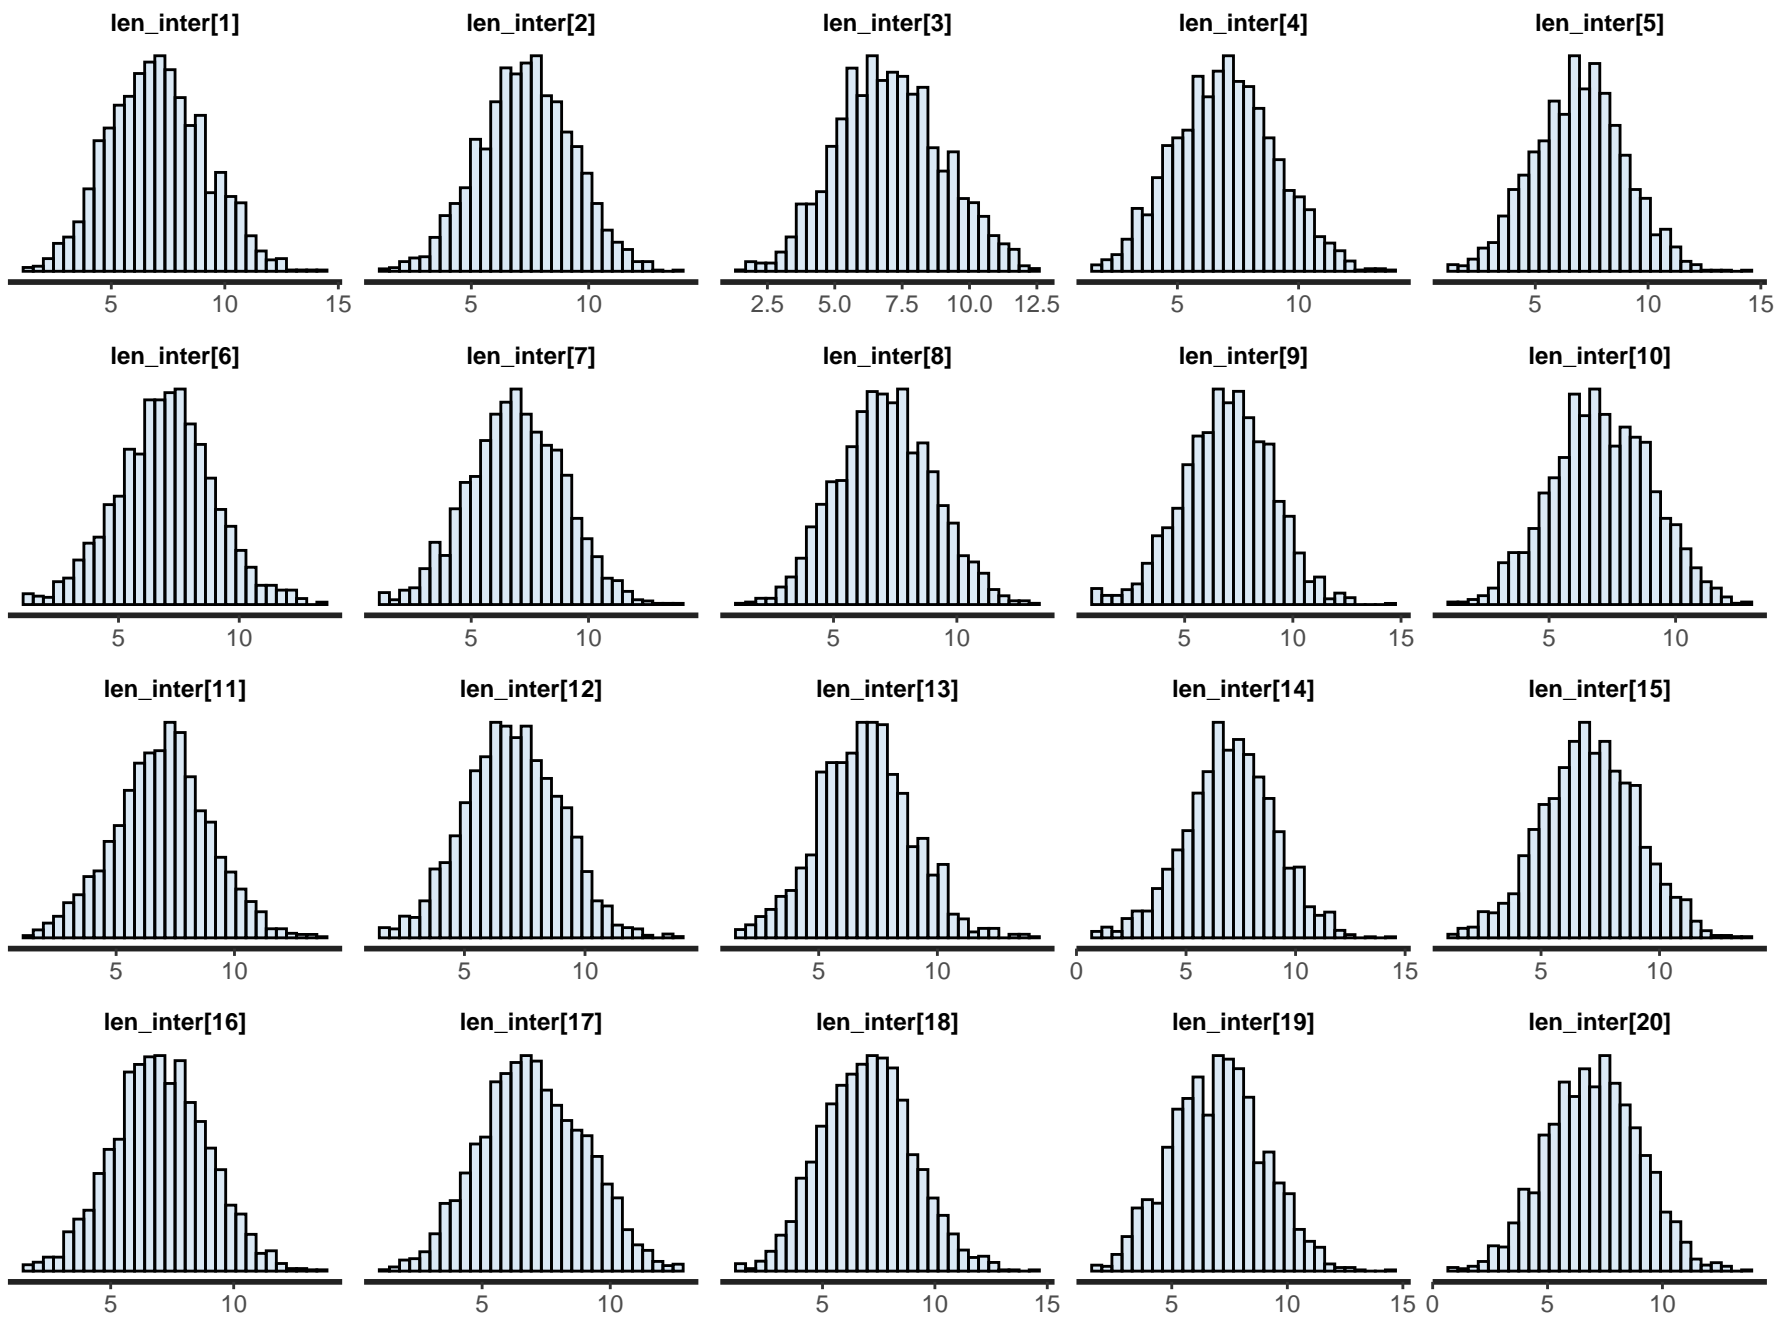 len_inter[1] len_inter[2] len_inter[3] len_inter[4] len_inter[5]
5 10 15 5 10 2.5 5.0 7.5 10.0 12.5 5 10 5 10 15
len_inter[6] len_inter[7] len_inter[8] len_inter[9] len_inter[10]
5 10 5 10 5 10 5 10 15 5 10
len_inter[11] len_inter[12] len_inter[13] len_inter[14] len_inter[15]
5 10 5 10 5 10 0 5 10 15 5 10
len_inter[16] len_inter[17] len_inter[18] len_inter[19] len_inter[20]
5 10 5 10 5 10 15 5 10 15 0 5 10